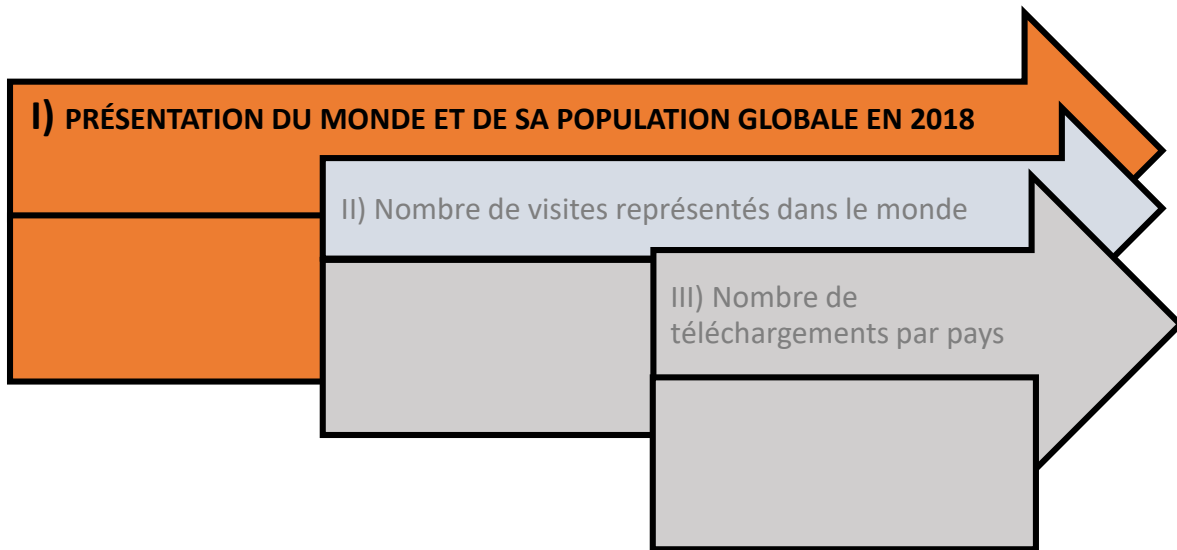 I) PRÉSENTATION DU MONDE ET DE SA POPULATION GLOBALE EN 2018
II) Nombre de visites représentés dans le monde
III) Nombre de
téléchargements par pays